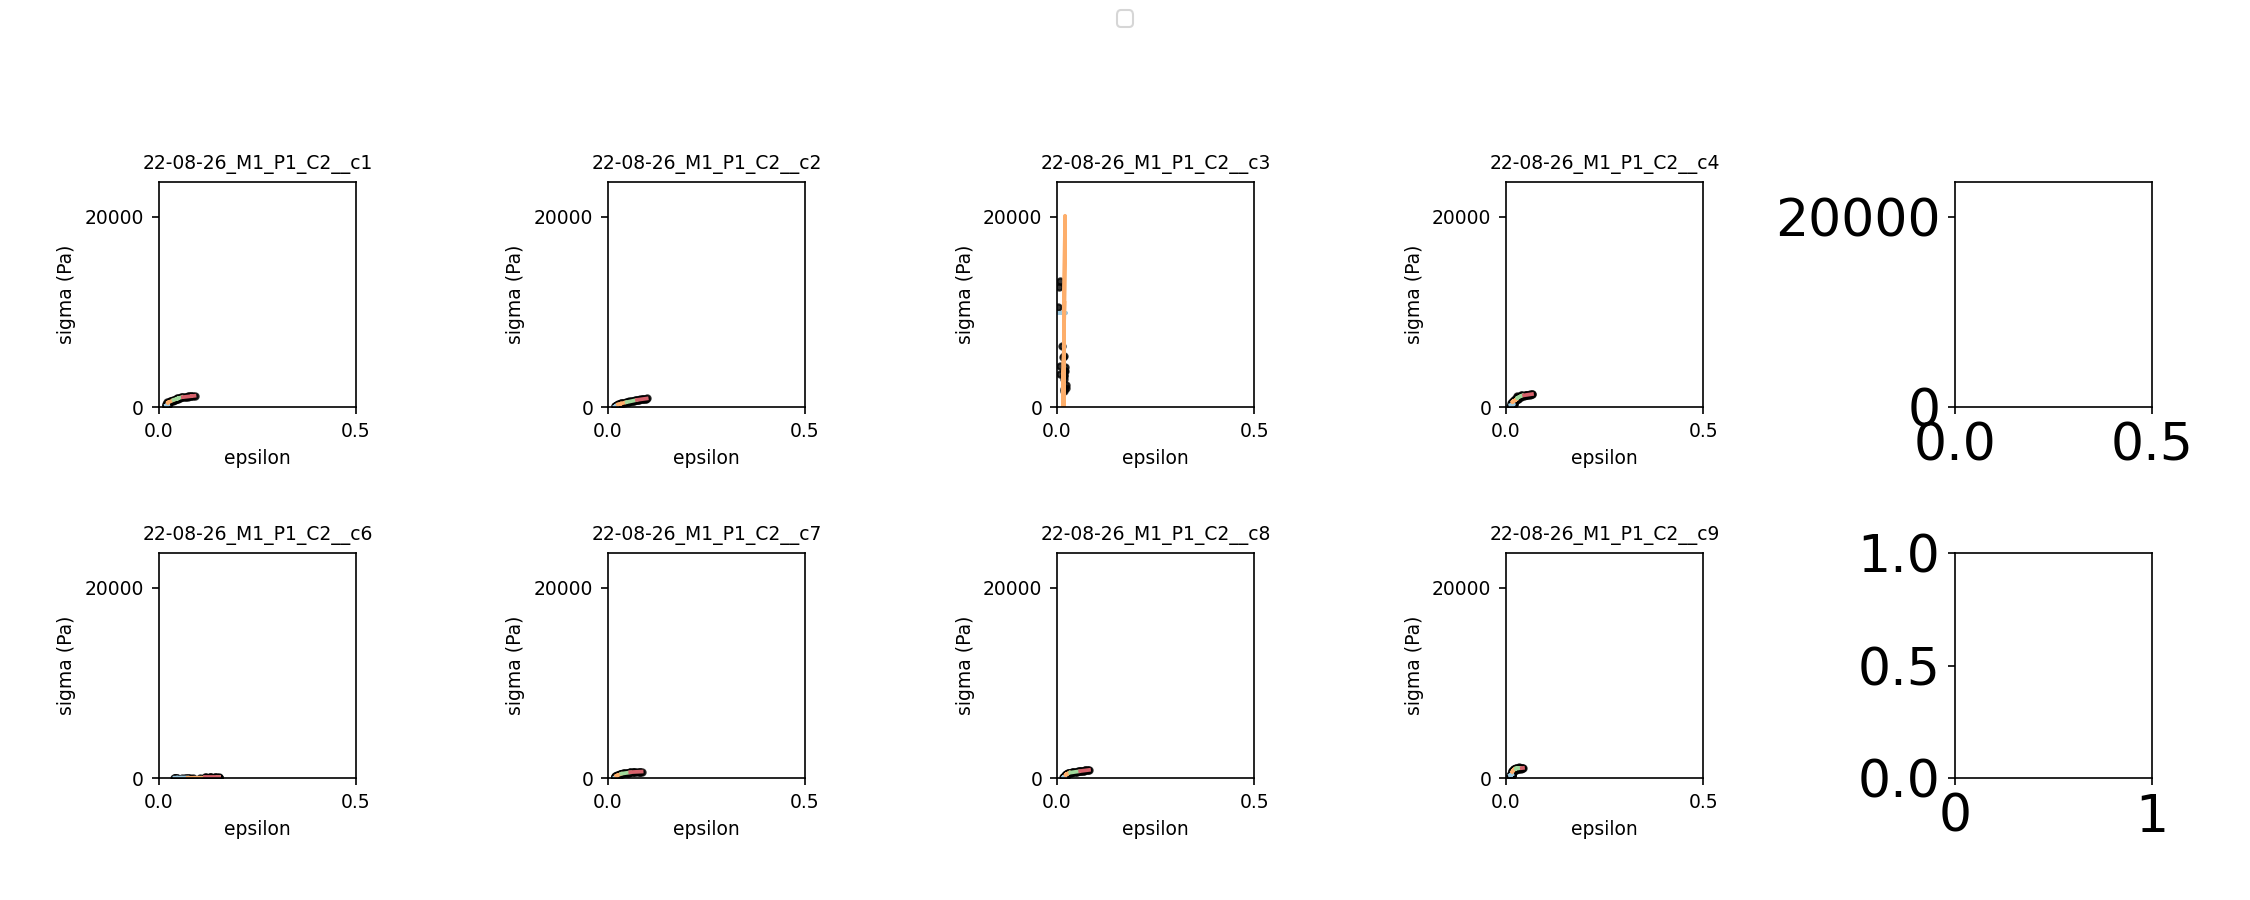 22-08-26_M1_P1_C2__c1
20000
sigma (Pa)
0
0.0 0.5
epsilon
22-08-26_M1_P1_C2__c2
20000
sigma (Pa)
0
0.0 0.5
epsilon
22-08-26_M1_P1_C2__c3
20000
sigma (Pa)
0
0.0 0.5
epsilon
22-08-26_M1_P1_C2__c4
20000
sigma (Pa)
0
0.0 0.5
epsilon
20000
0
0.0 0.5
22-08-26_M1_P1_C2__c6
20000
sigma (Pa)
0
0.0 0.5
epsilon
22-08-26_M1_P1_C2__c7
20000
sigma (Pa)
0
0.0 0.5
epsilon
22-08-26_M1_P1_C2__c8
20000
sigma (Pa)
0
0.0 0.5
epsilon
22-08-26_M1_P1_C2__c9
20000
sigma (Pa)
0
0.0 0.5
epsilon
1.0
0.5
0.0
0 1